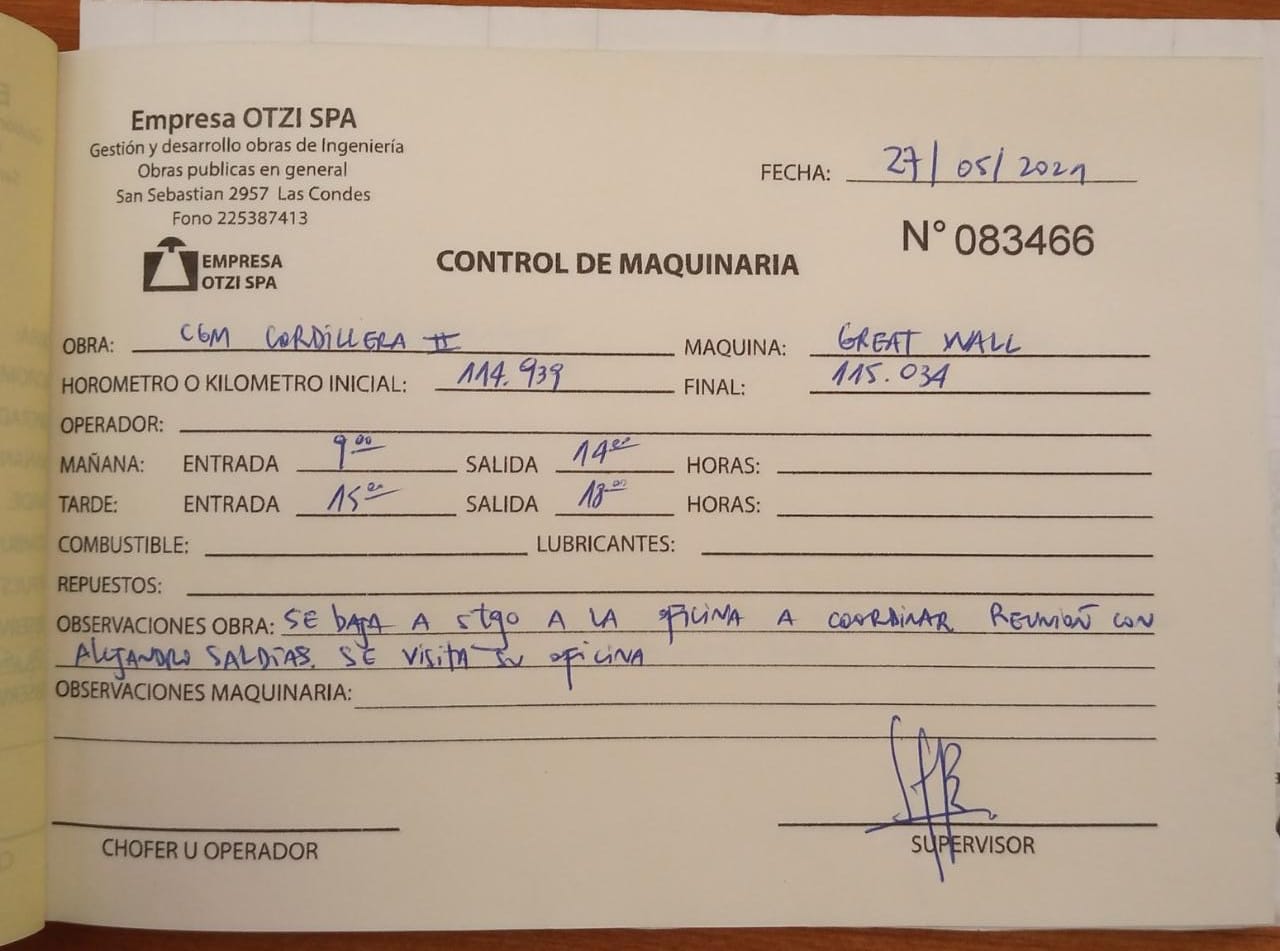 Empresa OTZI SPA
Gestión y desarrollo obras de Ingeniería
Obras publicas en general
San Sebastian 2957 Las Condes
Fono 225387413
EMPRESA
OTZI SPA
FECHA: 27/05/2021
N° 083466
CONTROL DE MAQUINARIA
OBRA: CGM CORDILLERA II MAQUINA: GREAT WALL
HOROMETRO O KILOMETRO INICIAL: 114.939 FINAL: 115.034
OPERADOR:
MAÑANA: ENTRADA 9:00 SALIDA 14:00 HORAS:
TARDE: ENTRADA 15:00 SALIDA 18:00 HORAS:
COMBUSTIBLE: LUBRICANTES:
REPUESTOS:
OBSERVACIONES OBRA: SE bAJA A stgo A LA OFICINA A COORDINAR REUNIÓN CON
ALEJANDRO SALDÍAS. SE VISITA SU OFICINA
OBSERVACIONES MAQUINARIA:
CHOFER U OPERADOR
SUPERVISOR